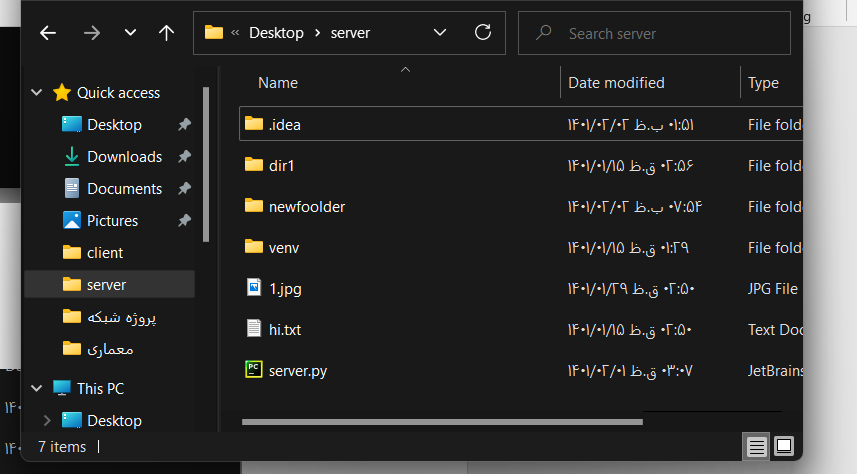 « Desktop > server
Search server
Name Date modified Type
Quick access
Desktop
Downloads
Documents
Pictures
client
server
پروژه شبکه
معماری
This PC
Desktop
.idea ۱۴۰۱/۰۲/۰۲ ب.ظ ۰۱:۵۱ File fold
dir1 ۱۴۰۱/۰۱/۱۵ ق.ظ ۰۲:۵۶ File fold
newfoolder ۱۴۰۱/۰۲/۰۲ ب.ظ ۰۷:۵۴ File fold
venv ۱۴۰۱/۰۱/۱۵ ق.ظ ۰۱:۲۹ File fold
1.jpg ۱۴۰۱/۰۱/۲۹ ق.ظ ۰۲:۵۰ JPG File
hi.txt ۱۴۰۱/۰۱/۱۵ ق.ظ ۰۲:۵۰ Text Doc
server.py ۱۴۰۱/۰۲/۰۱ ق.ظ ۰۳:۰۷ JetBrains
7 items